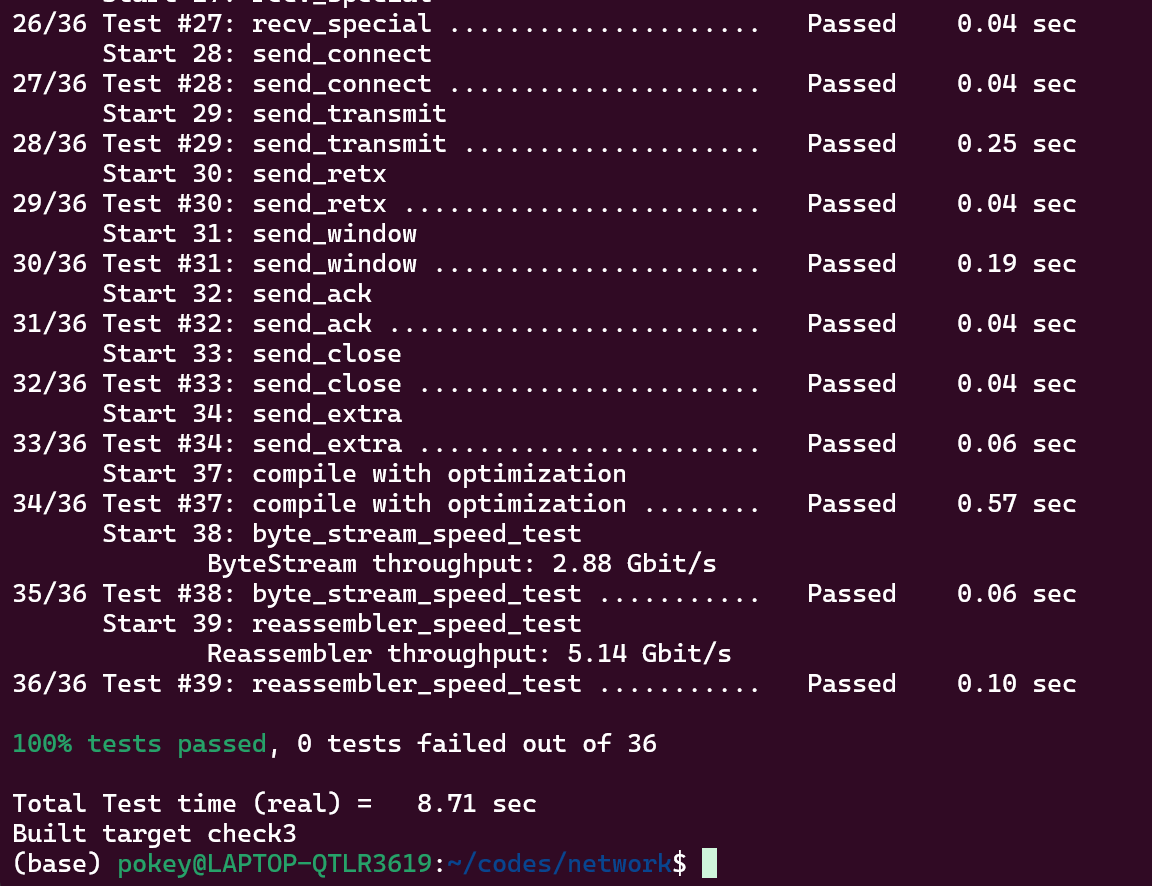 Start 27: recv_special
26/36 Test #27: recv_special .....................   Passed    0.04 sec
      Start 28: send_connect
27/36 Test #28: send_connect .....................   Passed    0.04 sec
      Start 29: send_transmit
28/36 Test #29: send_transmit ....................   Passed    0.25 sec
      Start 30: send_retx
29/36 Test #30: send_retx ........................   Passed    0.04 sec
      Start 31: send_window
30/36 Test #31: send_window ......................   Passed    0.19 sec
      Start 32: send_ack
31/36 Test #32: send_ack .........................   Passed    0.04 sec
      Start 33: send_close
32/36 Test #33: send_close .......................   Passed    0.04 sec
      Start 34: send_extra
33/36 Test #34: send_extra .......................   Passed    0.06 sec
      Start 37: compile with optimization
34/36 Test #37: compile with optimization ........   Passed    0.57 sec
      Start 38: byte_stream_speed_test
             ByteStream throughput: 2.88 Gbit/s
35/36 Test #38: byte_stream_speed_test ...........   Passed    0.06 sec
      Start 39: reassembler_speed_test
             Reassembler throughput: 5.14 Gbit/s
36/36 Test #39: reassembler_speed_test ...........   Passed    0.10 sec

100% tests passed, 0 tests failed out of 36

Total Test time (real) =   8.71 sec
Built target check3
(base) pokey@LAPTOP-QTLR3619:~/codes/network$